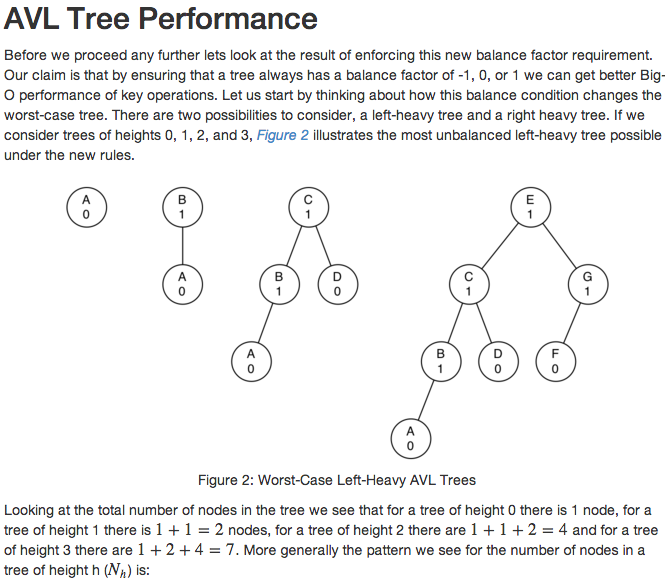 AVL Tree Performance
Before we proceed any further lets look at the result of enforcing this new balance factor requirement.
Our claim is that by ensuring that a tree always has a balance factor of -1, 0, or 1 we can get better Big-
O performance of key operations. Let us start by thinking about how this balance condition changes the
worst-case tree. There are two possibilities to consider, a left-heavy tree and a right heavy tree. If we
consider trees of heights 0, 1, 2, and 3, Figure 2 illustrates the most unbalanced left-heavy tree possible
under the new rules.
A
0
B
1
A
0
C
1
B
1
D
0
A
0
E
1
C
1
G
1
B
1
D
0
F
0
A
0
Figure 2: Worst-Case Left-Heavy AVL Trees
Looking at the total number of nodes in the tree we see that for a tree of height 0 there is 1 node, for a
tree of height 1 there is 1 + 1 = 2 nodes, for a tree of height 2 there are 1 + 1 + 2 = 4 and for a tree
of height 3 there are 1 + 2 + 4 = 7. More generally the pattern we see for the number of nodes in a
tree of height h (Nₕ) is: